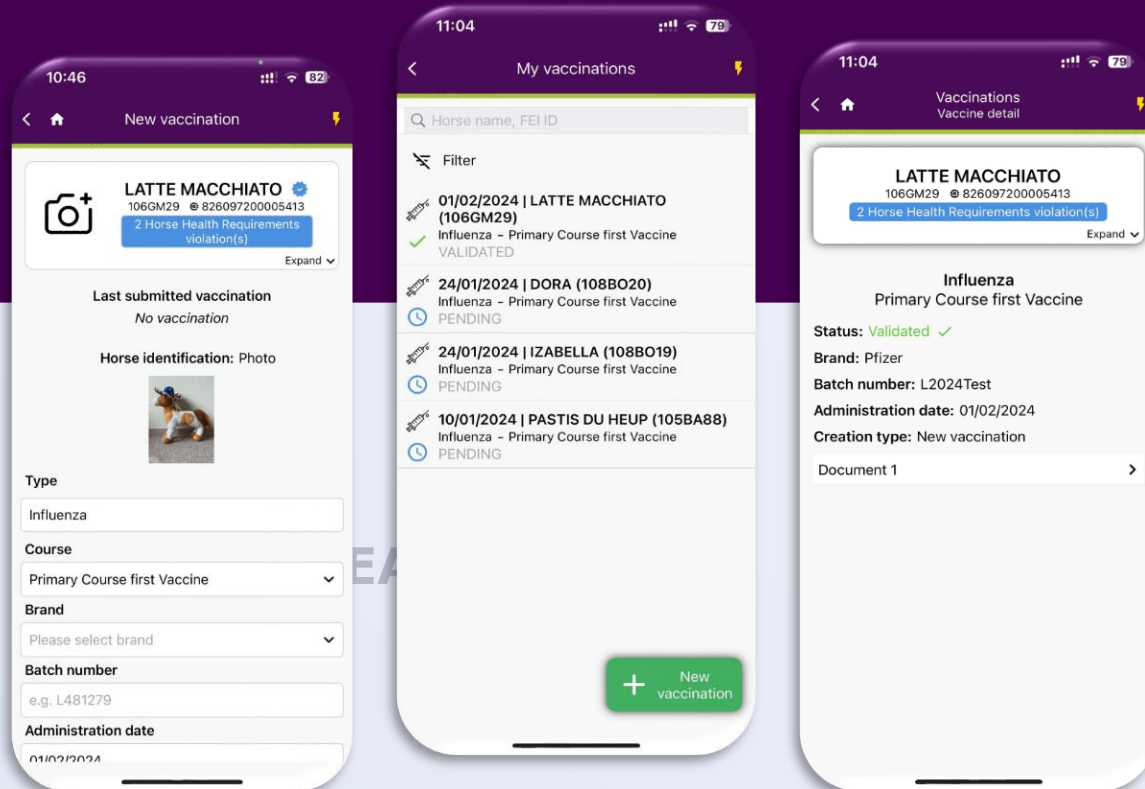 10:46
82
New vaccination
LATTE MACCHIATO
106GM29 826097200005413
2 Horse Health Requirements
violation(s)
Expand
Last submitted vaccination
No vaccination
Horse identification: Photo
Type
Influenza
Course
Primary Course first Vaccine
Brand
Please select brand
Batch number
e.g. L481279
Administration date
01/02/2024
11:04
79
My vaccinations
Horse name, FEI ID
Filter
01/02/2024 | LATTE MACCHIATO
(106GM29)
Influenza - Primary Course first Vaccine
VALIDATED
24/01/2024 | DORA (108BO20)
Influenza - Primary Course first Vaccine
PENDING
24/01/2024 | IZABELLA (108BO19)
Influenza - Primary Course first Vaccine
PENDING
10/01/2024 | PASTIS DU HEUP (105BA88)
Influenza - Primary Course first Vaccine
PENDING
New
vaccination
11:04
79
Vaccinations
Vaccine detail
LATTE MACCHIATO
106GM29 826097200005413
2 Horse Health Requirements violation(s)
Expand
Influenza
Primary Course first Vaccine
Status: Validated
Brand: Pfizer
Batch number: L2024Test
Administration date: 01/02/2024
Creation type: New vaccination
Document 1